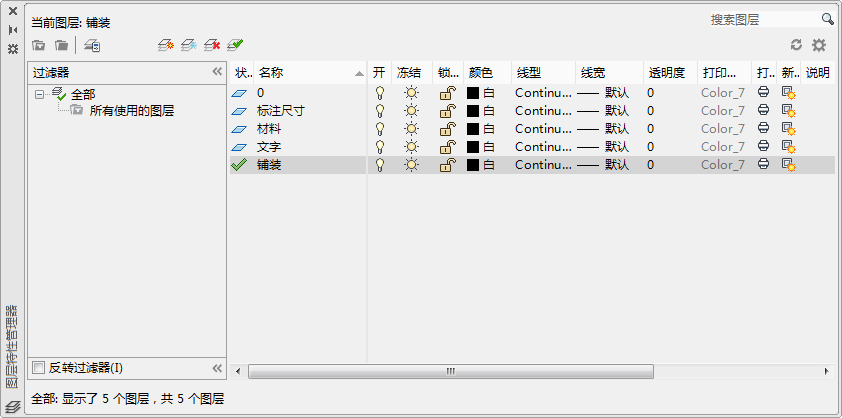 当前图层: 铺装
搜索图层
过滤器
全部
所有使用的图层
反转过滤器(I)
状.. 名称 开 冻结 锁... 颜色 线型 线宽 透明度 打印... 打.. 新.. 说明
0 白 Continu... 默认 0 Color_7
标注尺寸 白 Continu... 默认 0 Color_7
材料 白 Continu... 默认 0 Color_7
文字 白 Continu... 默认 0 Color_7
铺装 白 Continu... 默认 0 Color_7
全部: 显示了 5 个图层，共 5 个图层
图层特性管理器